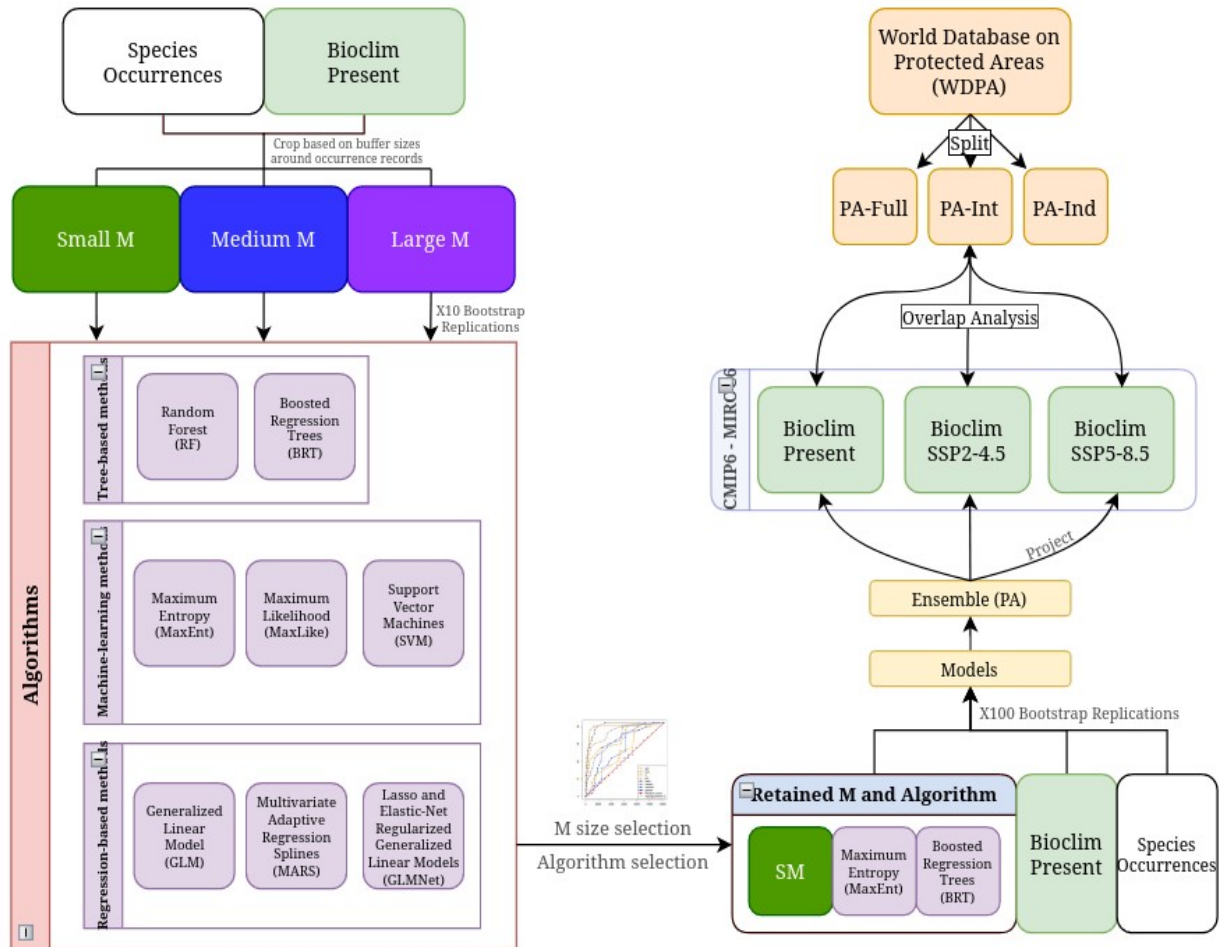 Species
Occurrences
Bioclim
Present
Crop based on buffer sizes
around occurrence records
Small M
Medium M
Large M
X10 Bootstrap
Replications
Algorithms
Tree-based methods
Random
Forest
(RF)
Boosted
Regression
Trees
(BRT)
Machine-learning methods
Maximum
Entropy
(MaxEnt)
Maximum
Likelihood
(MaxLike)
Support
Vector
Machines
(SVM)
Regression-based methods
Generalized
Linear
Model
(GLM)
Multivariate
Adaptive
Regression
Splines
(MARS)
Lasso and
Elastic-Net
Regularized
Generalized
Linear Models
(GLMNet)
M size selection
Algorithm selection
World Database on
Protected Areas
(WDPA)
Split
PA-Full
PA-Int
PA-Ind
Overlap Analysis
CMIP6 - MIROC6
Bioclim
Present
Bioclim
SSP2-4.5
Bioclim
SSP5-8.5
Project
Ensemble (PA)
Models
X100 Bootstrap Replications
Retained M and Algorithm
SM
Maximum
Entropy
(MaxEnt)
Boosted
Regression
Trees
(BRT)
Bioclim
Present
Species
Occurrences